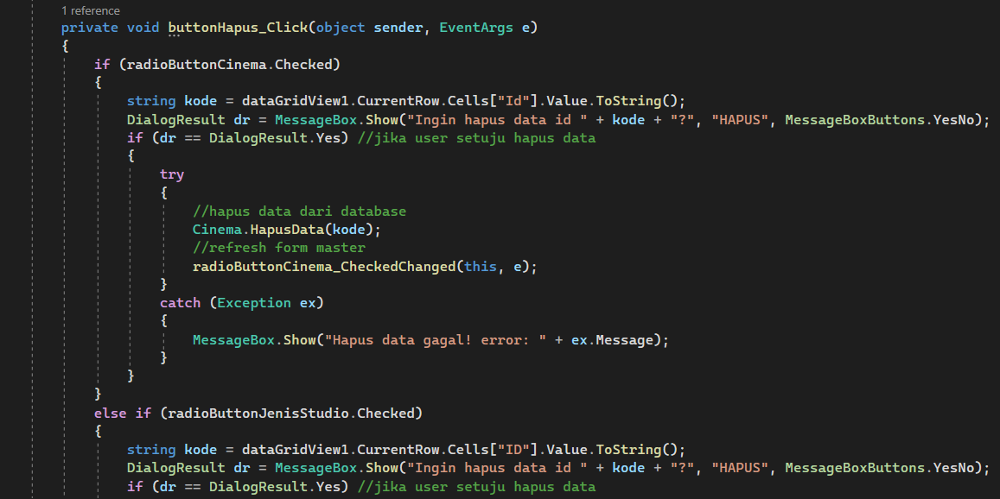 1 reference
private void buttonHapus_Click(object sender, EventArgs e)
{
if (radioButtonCinema.Checked)
{
string kode = dataGridView1.CurrentRow.Cells["Id"].Value.ToString();
DialogResult dr = MessageBox.Show("Ingin hapus data id " + kode + "?", "HAPUS", MessageBoxButtons.YesNo);
if (dr == DialogResult.Yes) //jika user setuju hapus data
{
try
{
//hapus data dari database
Cinema.HapusData(kode);
//refresh form master
radioButtonCinema_CheckedChanged(this, e);
}
catch (Exception ex)
{
MessageBox.Show("Hapus data gagal! error: " + ex.Message);
}
}
}
else if (radioButtonJenisStudio.Checked)
{
string kode = dataGridView1.CurrentRow.Cells["ID"].Value.ToString();
DialogResult dr = MessageBox.Show("Ingin hapus data id " + kode + "?", "HAPUS", MessageBoxButtons.YesNo);
if (dr == DialogResult.Yes) //jika user setuju hapus data